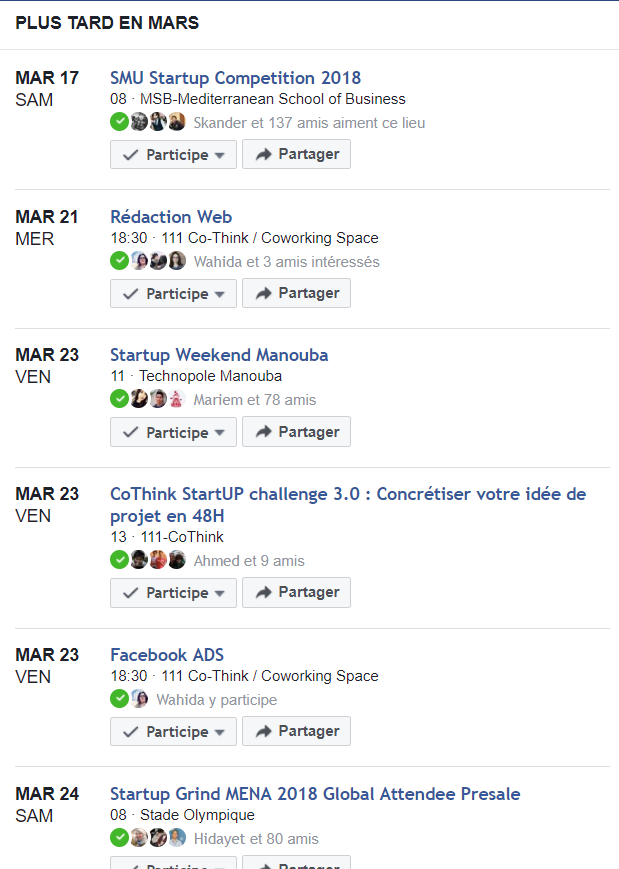 PLUS TARD EN MARS
MAR 17
SAM
SMU Startup Competition 2018
08 · MSB-Mediterranean School of Business
Skander et 137 amis aiment ce lieu
Participe
Partager
MAR 21
MER
Rédaction Web
18:30 · 111 Co-Think / Coworking Space
Wahida et 3 amis intéressés
Participe
Partager
MAR 23
VEN
Startup Weekend Manouba
11 · Technopole Manouba
Mariem et 78 amis
Participe
Partager
MAR 23
VEN
CoThink StartUP challenge 3.0 : Concrétiser votre idée de
projet en 48H
13 · 111-CoThink
Ahmed et 9 amis
Participe
Partager
MAR 23
VEN
Facebook ADS
18:30 · 111 Co-Think / Coworking Space
Wahida y participe
Participe
Partager
MAR 24
SAM
Startup Grind MENA 2018 Global Attendee Presale
08 · Stade Olympique
Hidayet et 80 amis
Participe
Partager